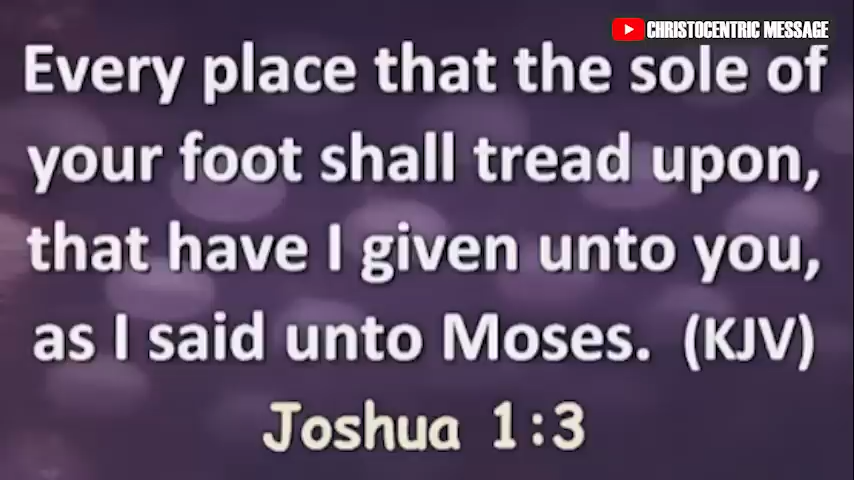 CHRISTOCENTRIC MESSAGE
Every place that the sole of
your foot shall tread upon,
that have I given unto you,
as I said unto Moses. (KJV)
Joshua 1:3